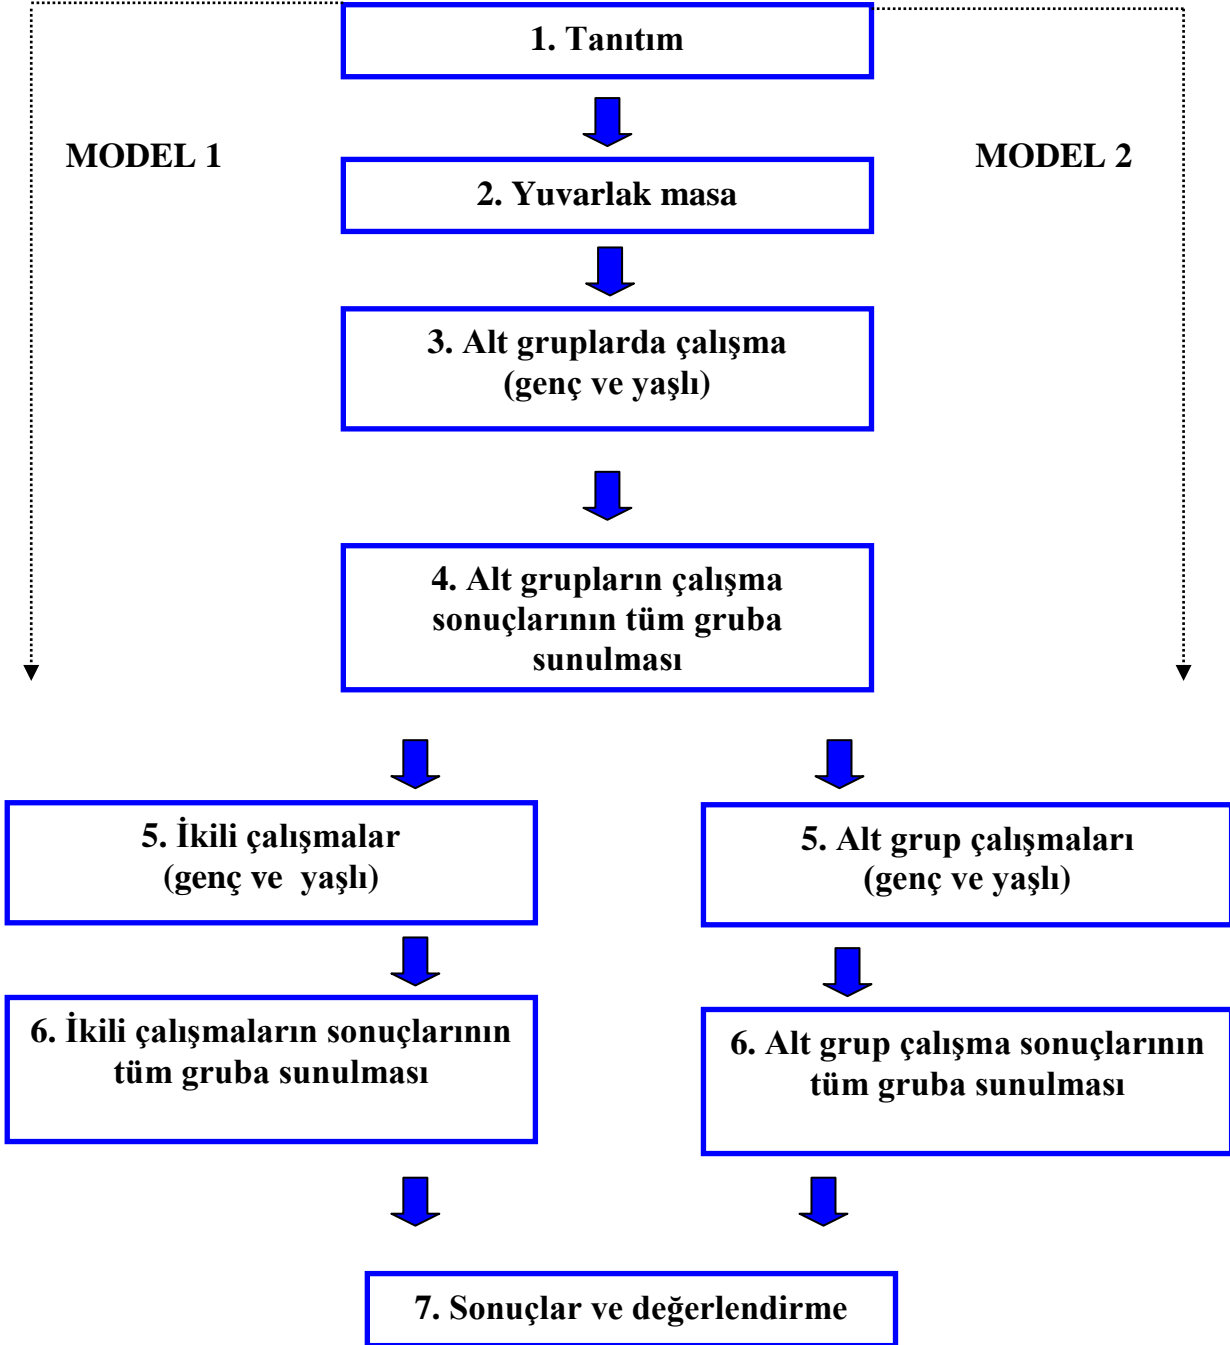 1. Tanıtım
MODEL 1
MODEL 2
2. Yuvarlak masa
3. Alt gruplarda çalışma
(genç ve yaşlı)
4. Alt grupların çalışma
sonuçlarının tüm gruba
sunulması
5. İkili çalışmalar
(genç ve  yaşlı)
5. Alt grup çalışmaları
(genç ve yaşlı)
6. İkili çalışmaların sonuçlarının
tüm gruba sunulması
6. Alt grup çalışma sonuçlarının
tüm gruba sunulması
7. Sonuçlar ve değerlendirme